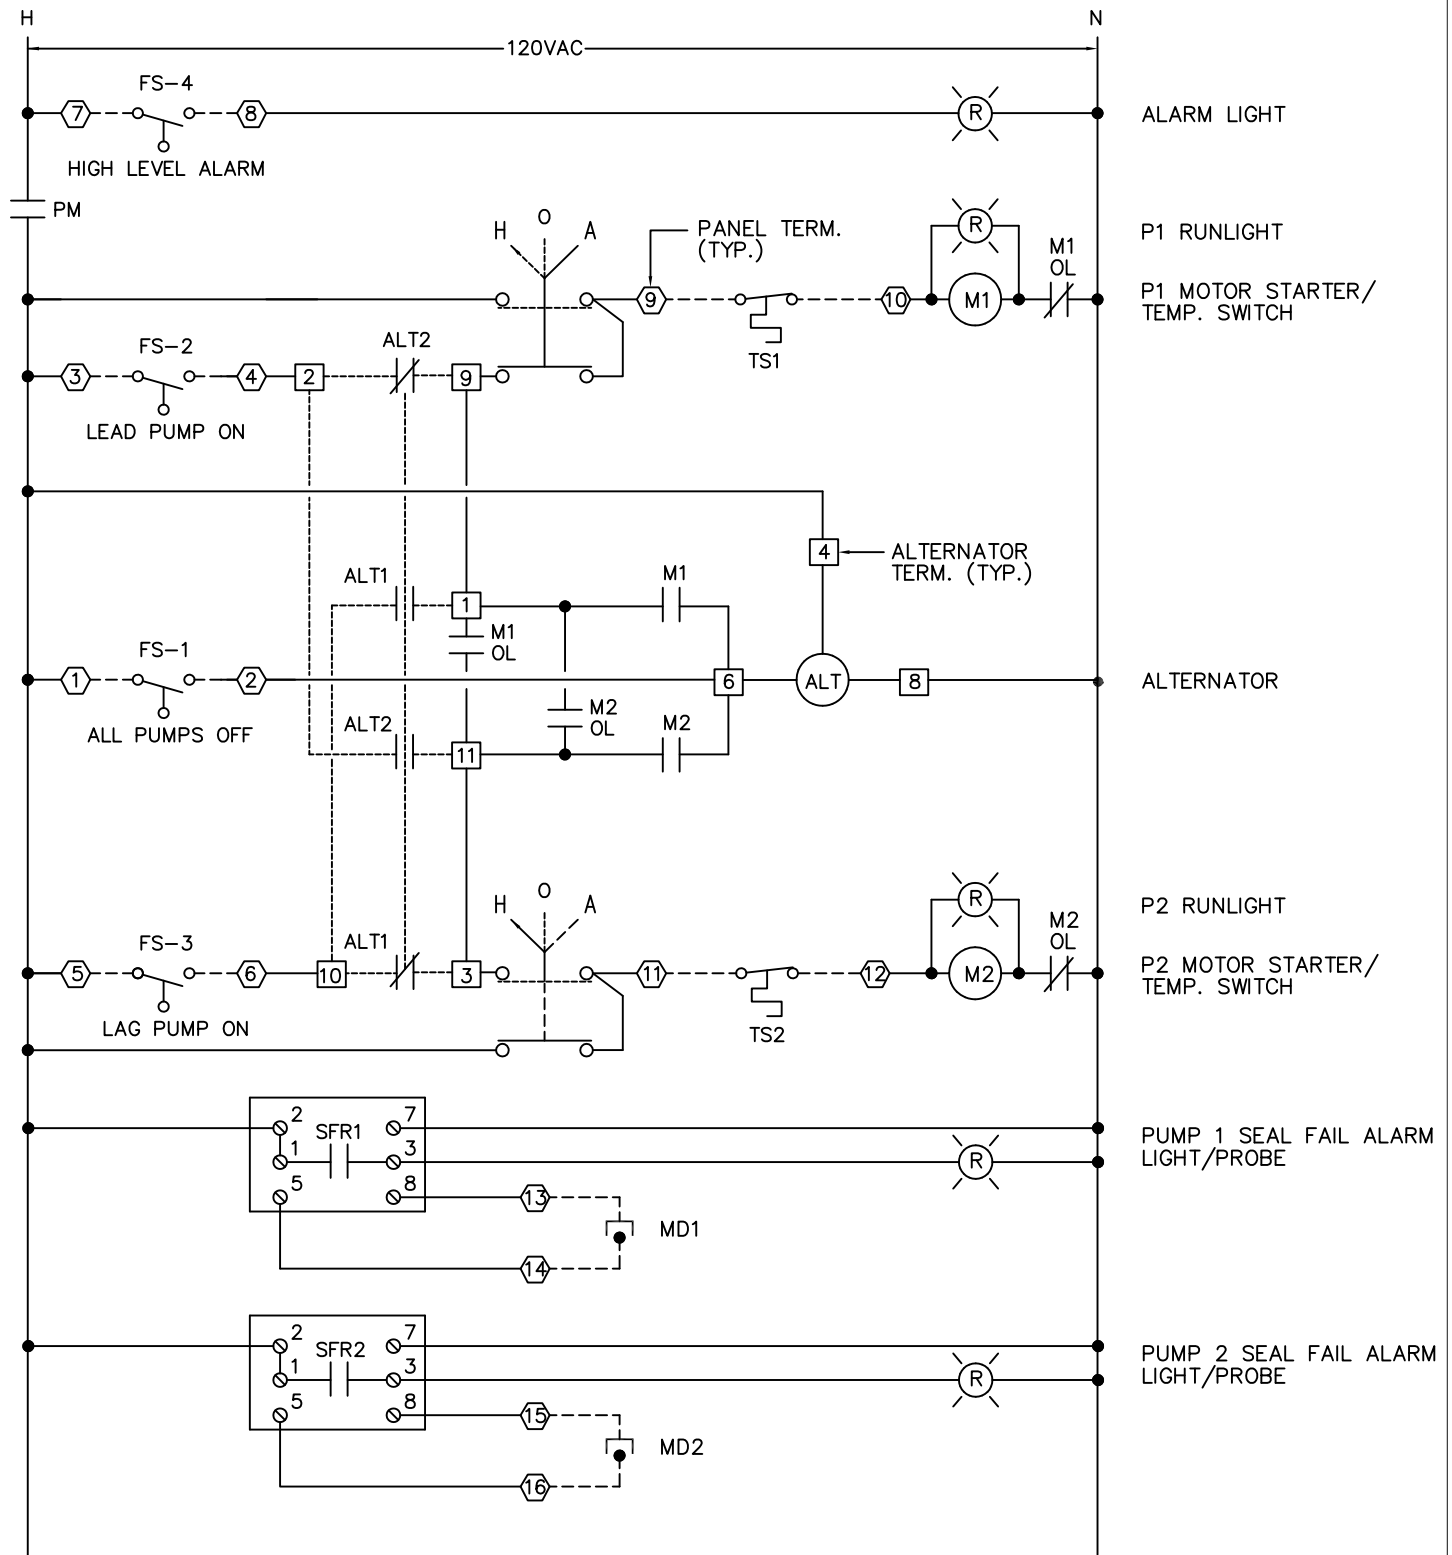 H
N
120VAC
FS-4
7
8
R
ALARM LIGHT
HIGH LEVEL ALARM
PM
H
O
A
PANEL TERM.
(TYP.)
R
M1
OL
P1 RUNLIGHT
9
10
M1
P1 MOTOR STARTER/
TEMP. SWITCH
TS1
FS-2
ALT2
3
4
2
9
LEAD PUMP ON
4
ALTERNATOR
TERM. (TYP.)
ALT1
1
M1
M1
OL
FS-1
1
2
6
ALT
8
ALTERNATOR
ALL PUMPS OFF
M2
OL
ALT2
11
M2
H
O
A
R
M2
OL
P2 RUNLIGHT
FS-3
ALT1
5
6
10
3
11
12
M2
P2 MOTOR STARTER/
TEMP. SWITCH
LAG PUMP ON
TS2
2
SFR1
7
1
3
R
PUMP 1 SEAL FAIL ALARM
LIGHT/PROBE
5
8
13
MD1
14
2
SFR2
7
1
3
R
PUMP 2 SEAL FAIL ALARM
LIGHT/PROBE
5
8
15
MD2
16